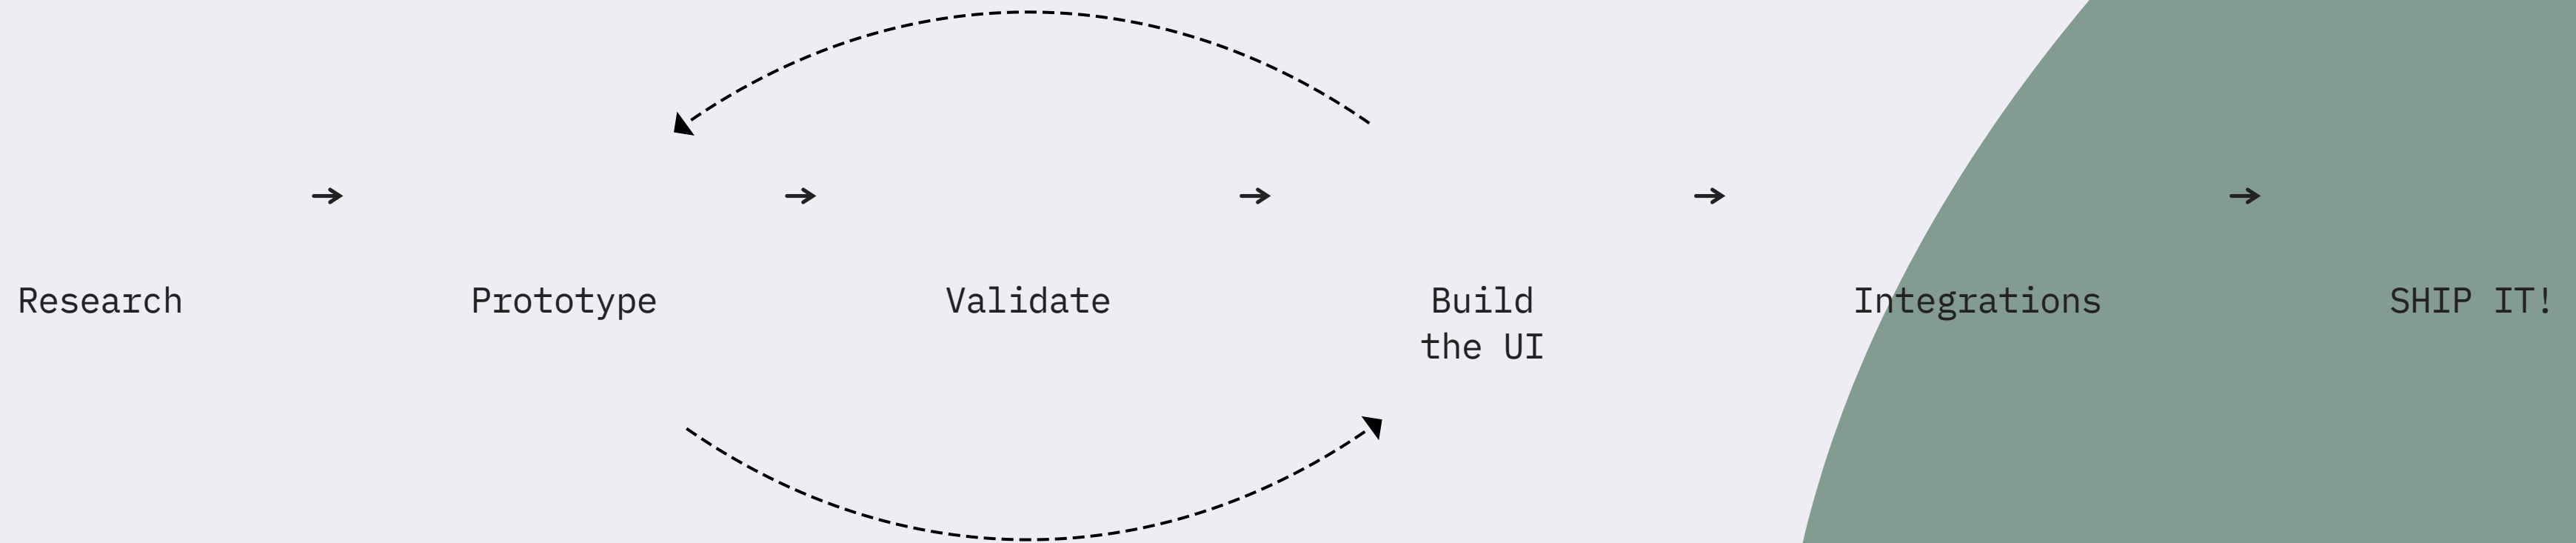 Research
Prototype
Validate
Build
the UI
Integrations
SHIP IT!